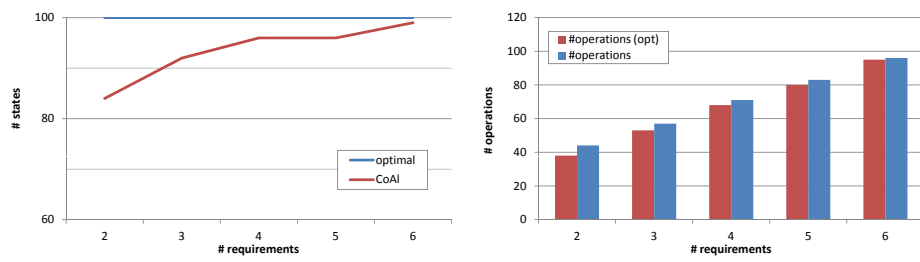 100
80
60
# states
optimal
CoAI
2 3 4 5 6
# requirements
120
100
80
60
40
20
0
# operations
#operations (opt)
#operations
2 3 4 5 6
# requirements